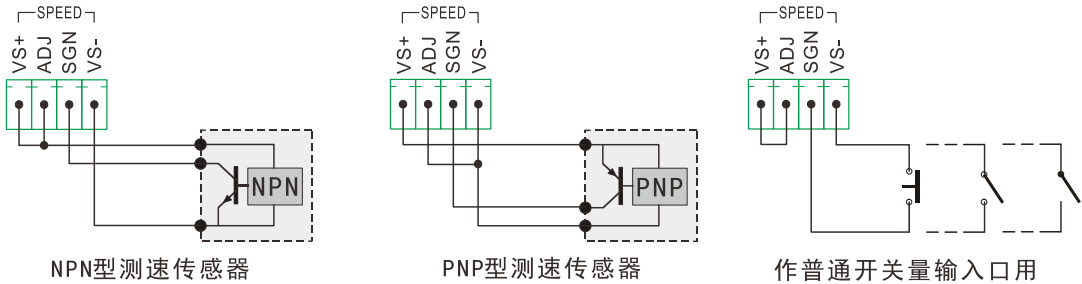 SPEED
VS+ ADJ SGN VS-
NPN
NPN型测速传感器
SPEED
VS+ ADJ SGN VS-
PNP
PNP型测速传感器
SPEED
VS+ ADJ SGN VS-
作普通开关量输入口用